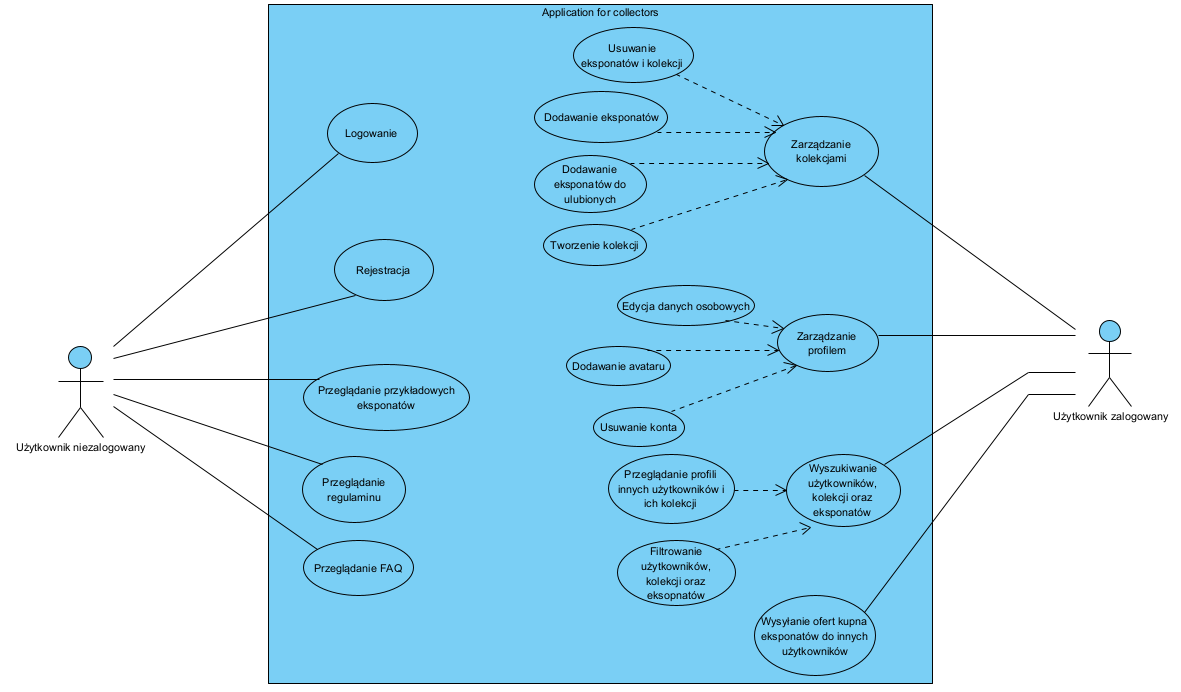 Application for collectors
Usuwanie
eksponatów i kolekcji
Dodawanie eksponatów
Dodawanie
eksponatów do
ulubionych
Tworzenie kolekcji
Zarządzanie
kolekcjami
Logowanie
Rejestracja
Przeglądanie przykładowych
eksponatów
Przeglądanie
regulaminu
Przeglądanie FAQ
Użytkownik niezalogowany
Edycja danych osobowych
Dodawanie avataru
Usuwanie konta
Zarządzanie
profilem
Przeglądanie profili
innych użytkowników i
ich kolekcji
Filtrowanie
użytkowników,
kolekcji oraz
eksopnatów
Wyszukiwanie
użytkowników,
kolekcji oraz
eksponatów
Wysyłanie ofert kupna
eksponatów do innych
użytkowników
Użytkownik zalogowany